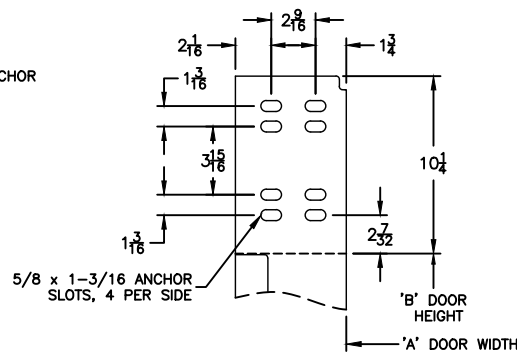 2 9/16
2 1/16
1 3/4
CHOR
1 3/16
3 15/16
10 1/4
1 3/16
2 7/32
5/8 x 1-3/16 ANCHOR
SLOTS, 4 PER SIDE
'B' DOOR
HEIGHT
'A' DOOR WIDTH